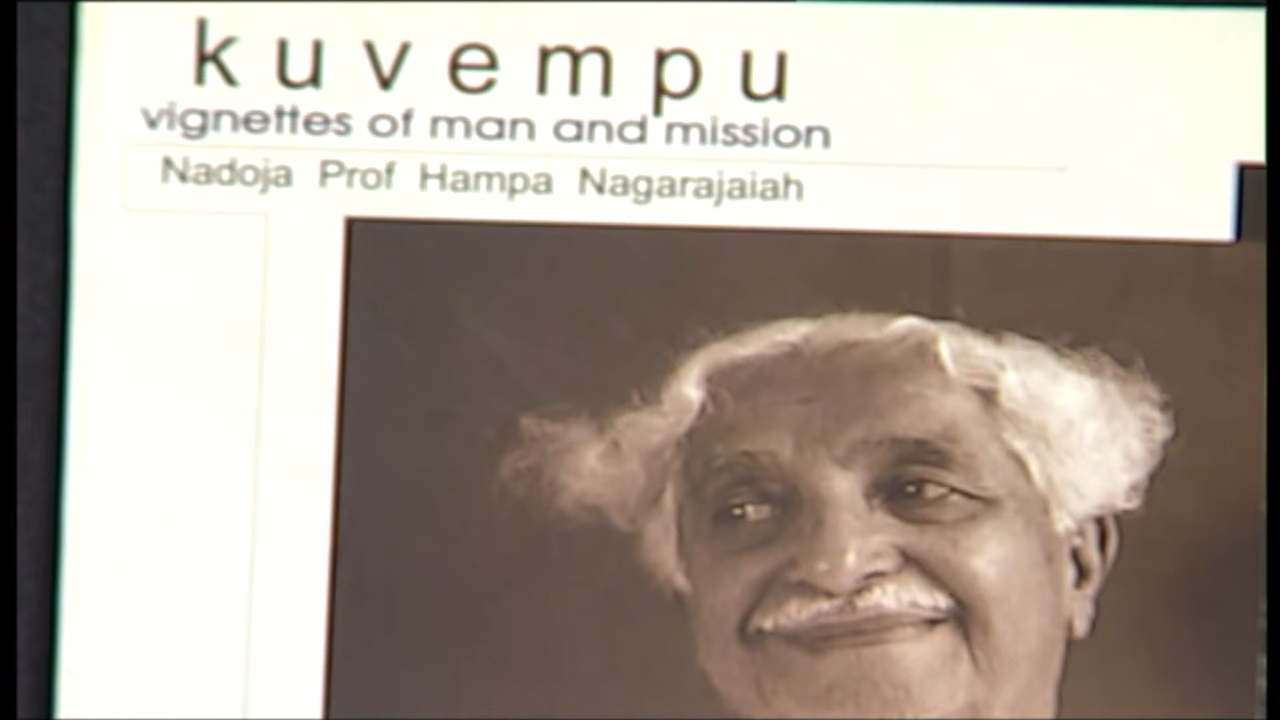 kuvempu
vignettes of man and mission
Nadoja Prof Hampa Nagarajaiah